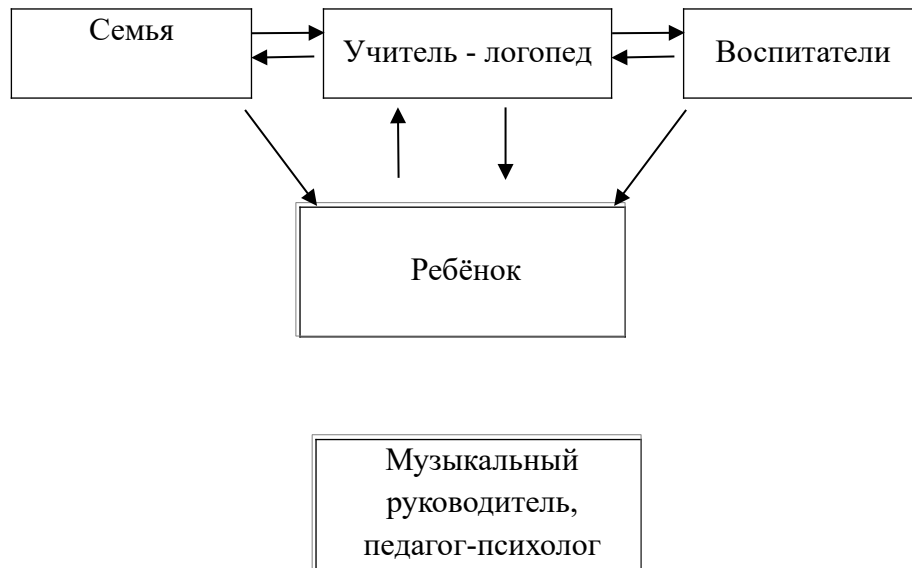 Семья
Учитель - логопед
Воспитатели
Ребёнок
Музыкальный
руководитель,
педагог-психолог